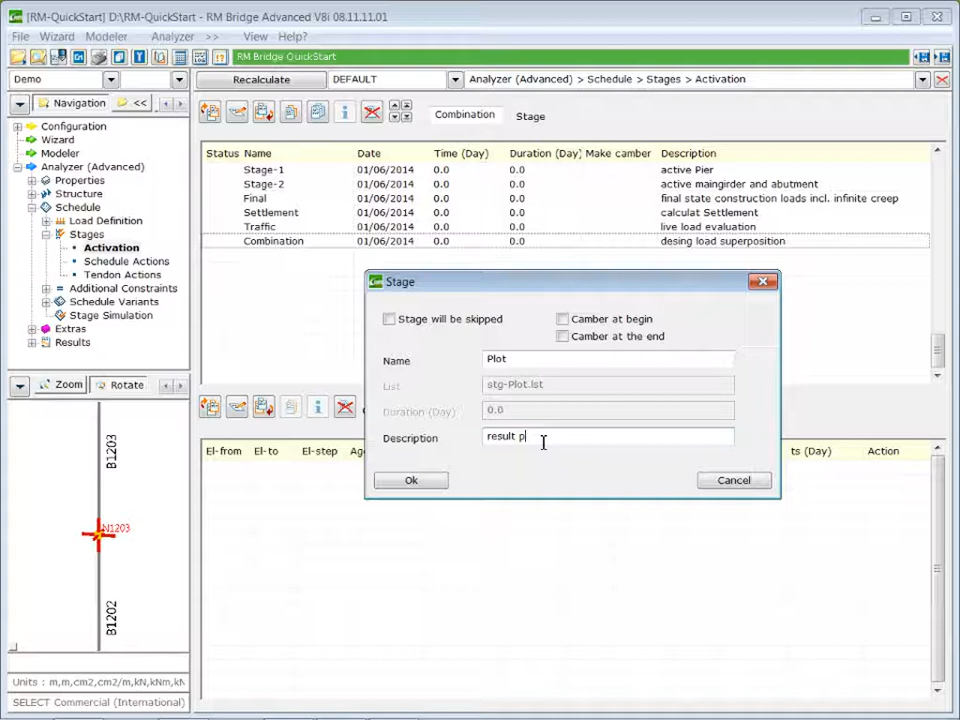 [RM-QuickStart] D:\RM-QuickStart - RM Bridge Advanced V8i 08.11.11.01
File Wizard Modeler Analyzer >> View Help?
RM Bridge QuickStart
Demo Recalculate DEFAULT Analyzer (Advanced) > Schedule > Stages > Activation
Navigation <<
Combination Stage
Configuration
Wizard
Modeler
Analyzer (Advanced)
Properties
Structure
Schedule
Load Definition
Stages
Activation
Schedule Actions
Tendon Actions
Additional Constraints
Schedule Variants
Stage Simulation
Extras
Results
Status Name Date Time (Day) Duration (Day) Make camber Description
Stage-1 01/06/2014 0.0 0.0 active Pier
Stage-2 01/06/2014 0.0 0.0 active maingirder and abutment
Final 01/06/2014 0.0 0.0 final state construction loads incl. infinite creep
Settlement 01/06/2014 0.0 0.0 calculat Settlement
Traffic 01/06/2014 0.0 0.0 live load evaluation
Combination 01/06/2014 0.0 0.0 desing load superposition
Stage
Stage will be skipped Camber at begin
Camber at the end
Name Plot
List stg-Plot.lst
Duration (Day) 0.0
Description result p
Ok Cancel
Zoom Rotate
El-from El-to El-step Ag ts (Day) Action
B1203
N1203
B1202
Units : m,m,cm2,cm2/m,kN,kNm,kN
SELECT Commercial (International)